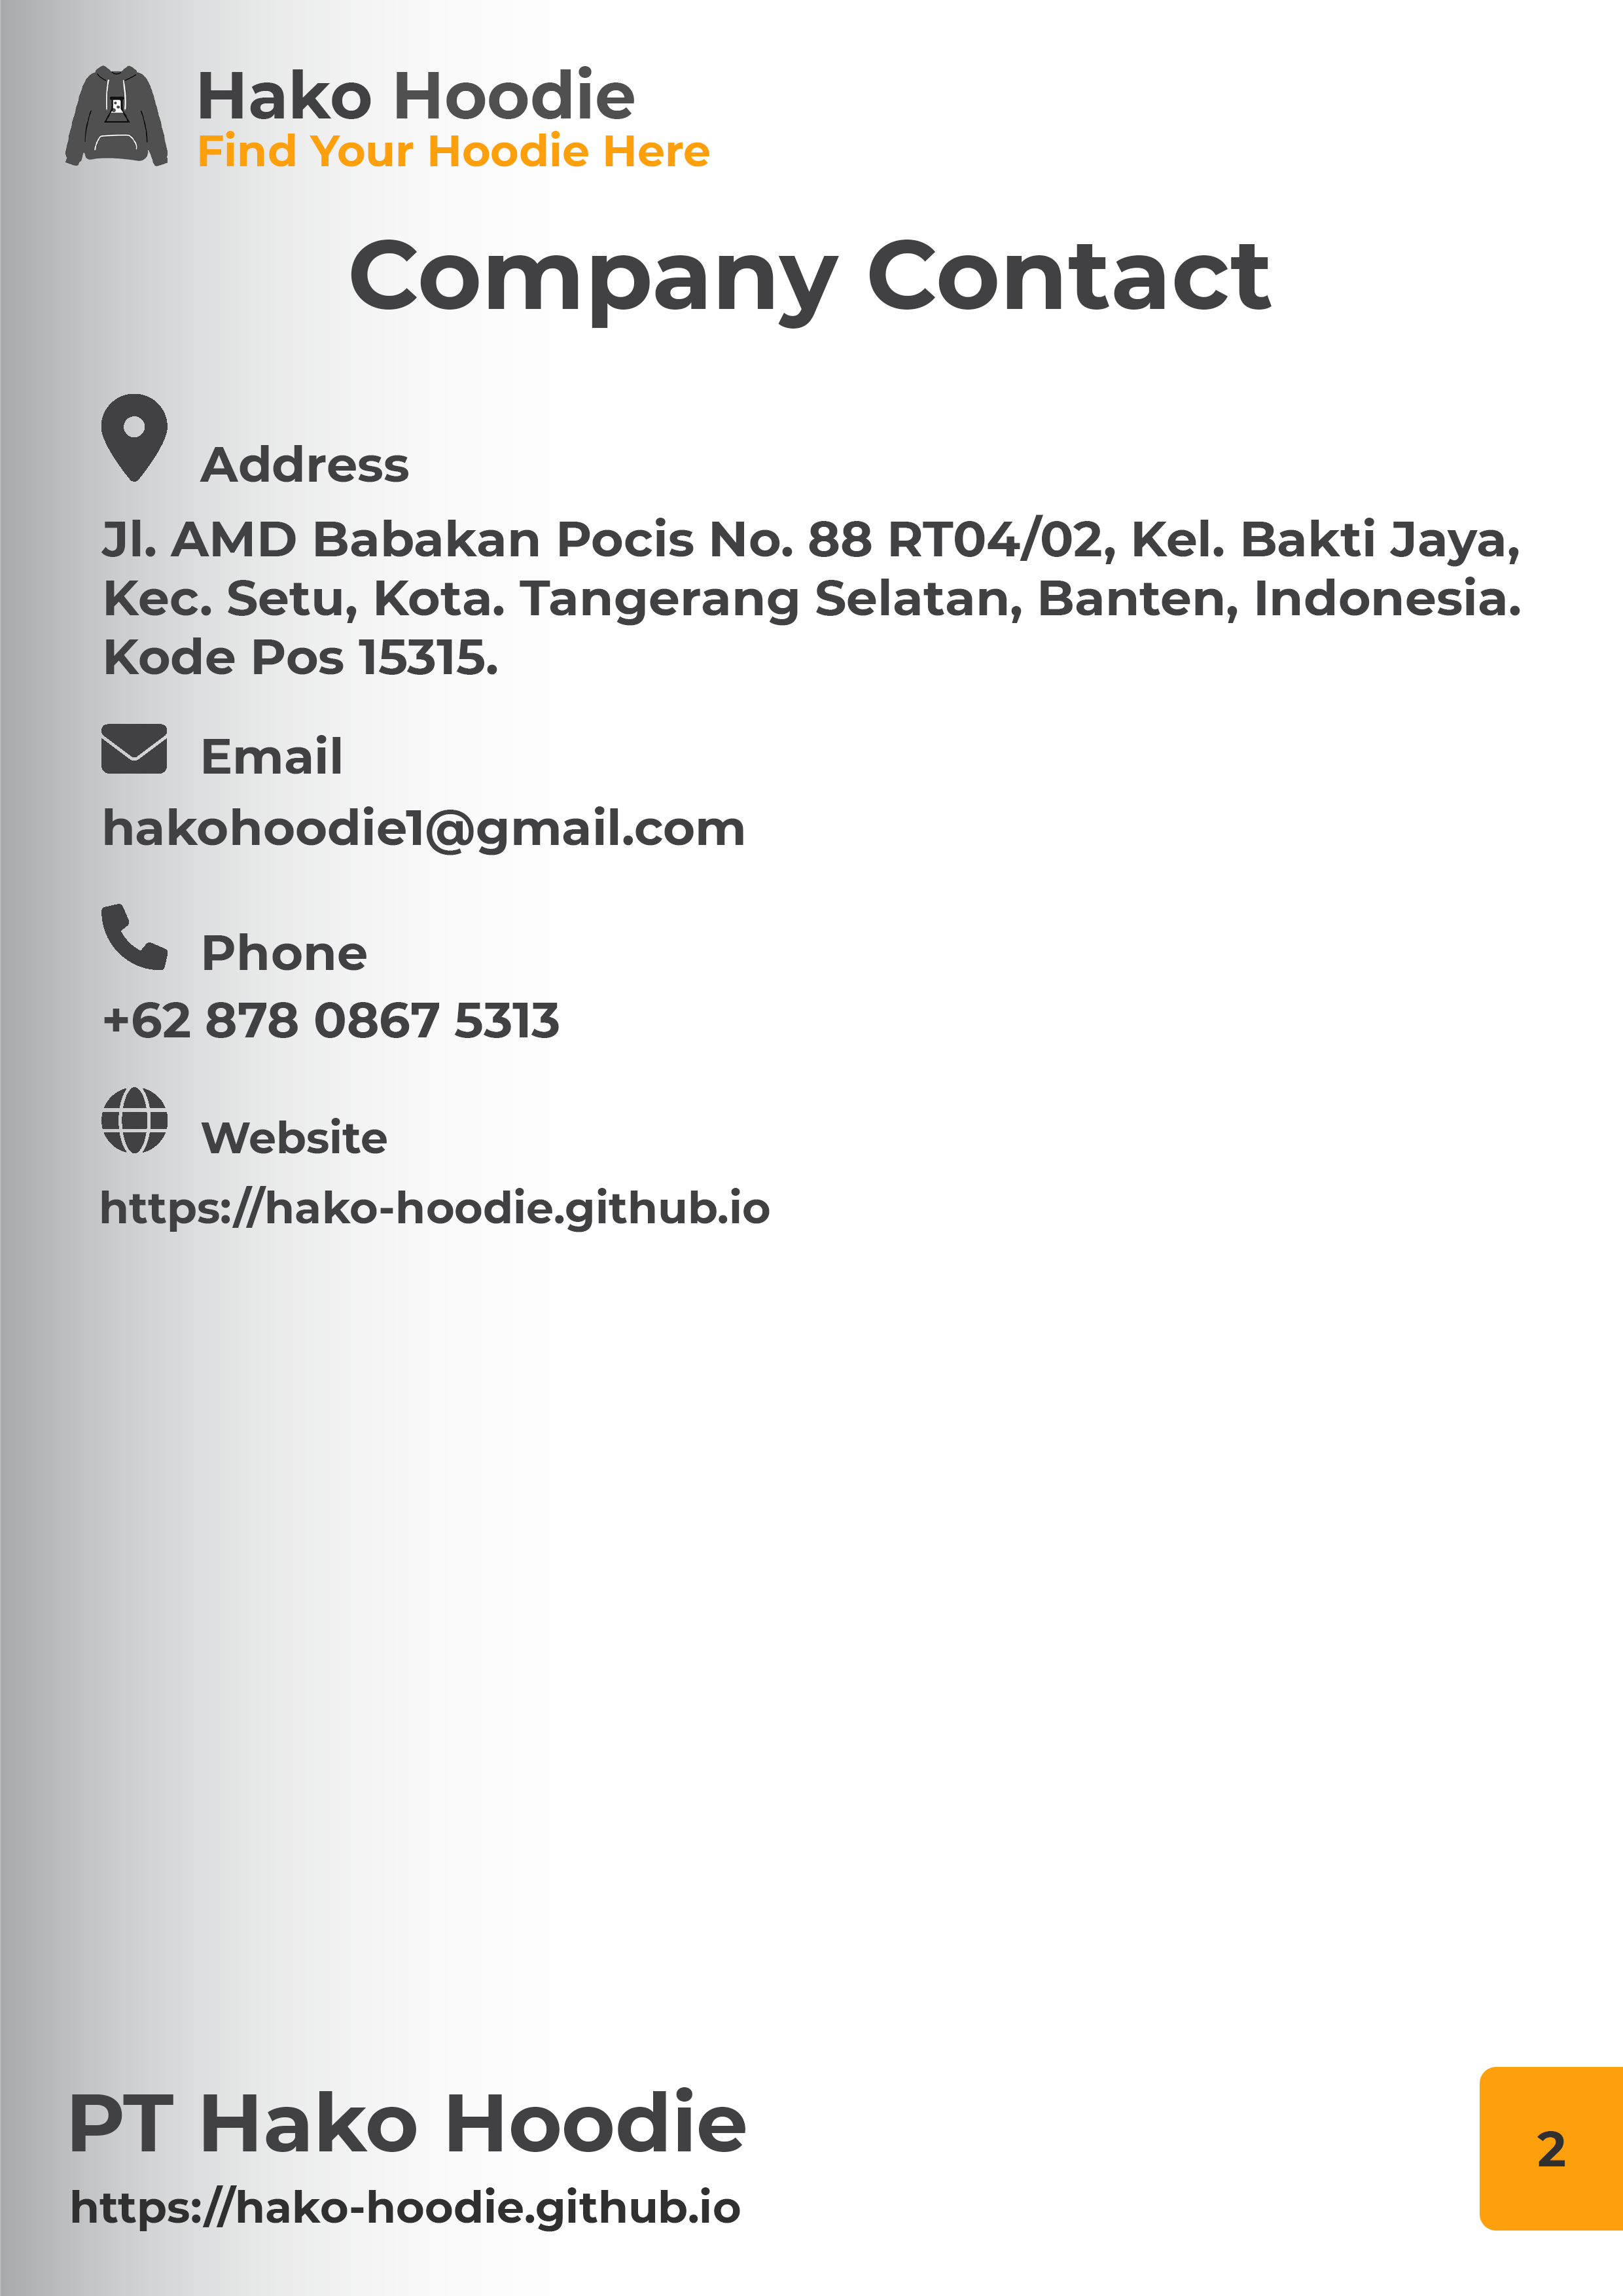 Hako Hoodie
Find Your Hoodie Here
Company Contact
Address
Jl. AMD Babakan Pocis No. 88 RT04/02, Kel. Bakti Jaya,
Kec. Setu, Kota. Tangerang Selatan, Banten, Indonesia.
Kode Pos 15315.
Email
hakohoodie1@gmail.com
Phone
+62 878 0867 5313
Website
https://hako-hoodie.github.io
PT Hako Hoodie
https://hako-hoodie.github.io
2